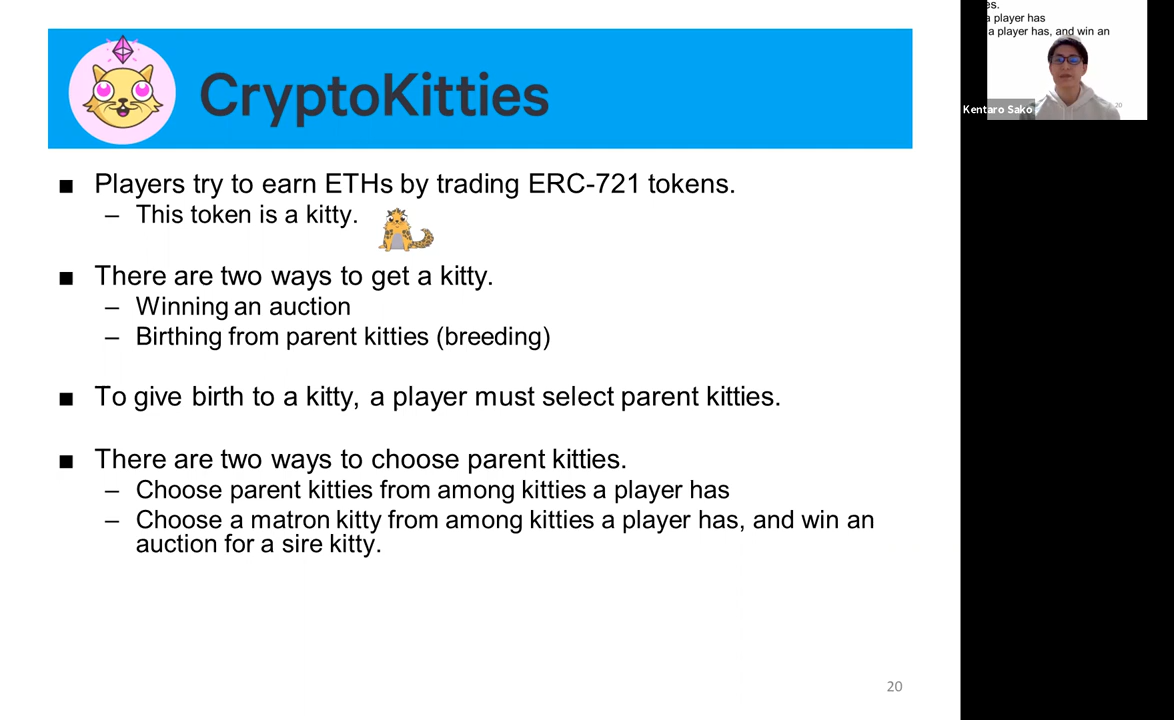 CryptoKitties
■ Players try to earn ETHs by trading ERC-721 tokens.
– This token is a kitty.
■ There are two ways to get a kitty.
– Winning an auction
– Birthing from parent kitties (breeding)
■ To give birth to a kitty, a player must select parent kitties.
■ There are two ways to choose parent kitties.
– Choose parent kitties from among kitties a player has
– Choose a matron kitty from among kitties a player has, and win an
auction for a sire kitty.
20
es.
a player has
a player has, and win an
Kentaro Sako
20